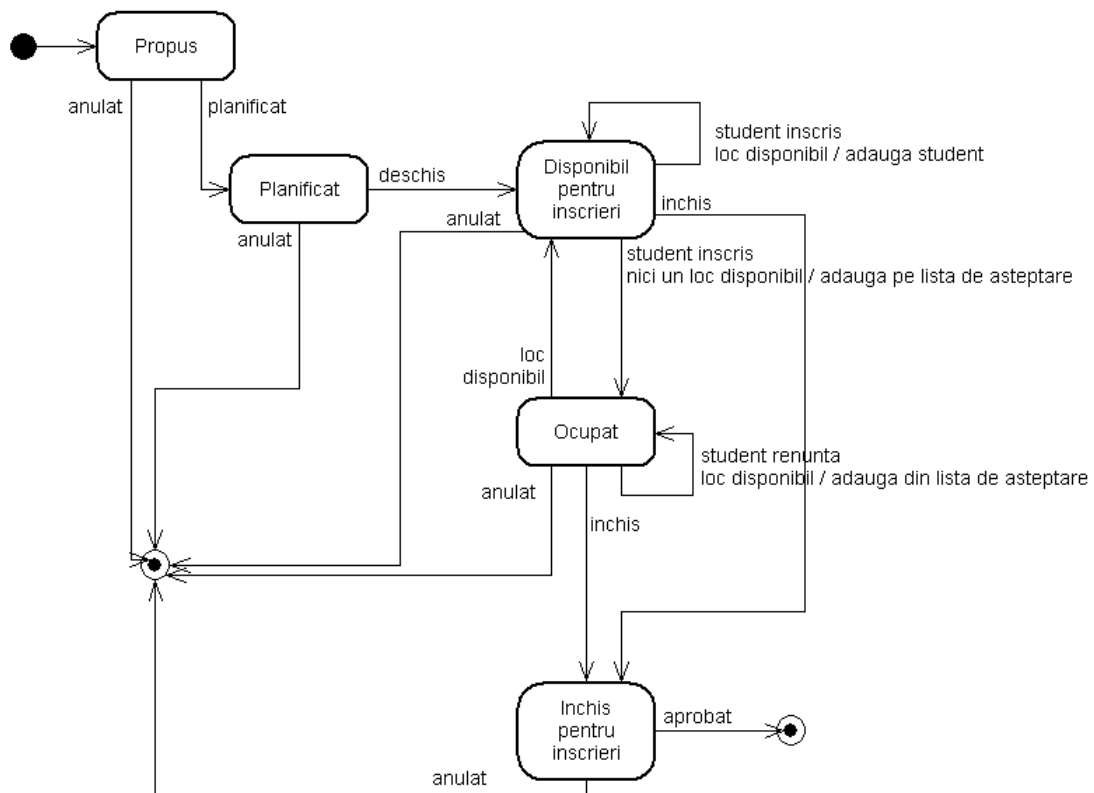 Propus
anulat
planificat
student inscris
loc disponibil / adauga student
Disponibil
pentru
inscrieri
Planificat
deschis
inchis
anulat
anulat
student inscris
nici un loc disponibil / adauga pe lista de asteptare
loc
disponibil
Ocupat
student renunta
loc disponibil / adauga din lista de asteptare
anulat
inchis
Inchis
pentru
inscrieri
aprobat
anulat